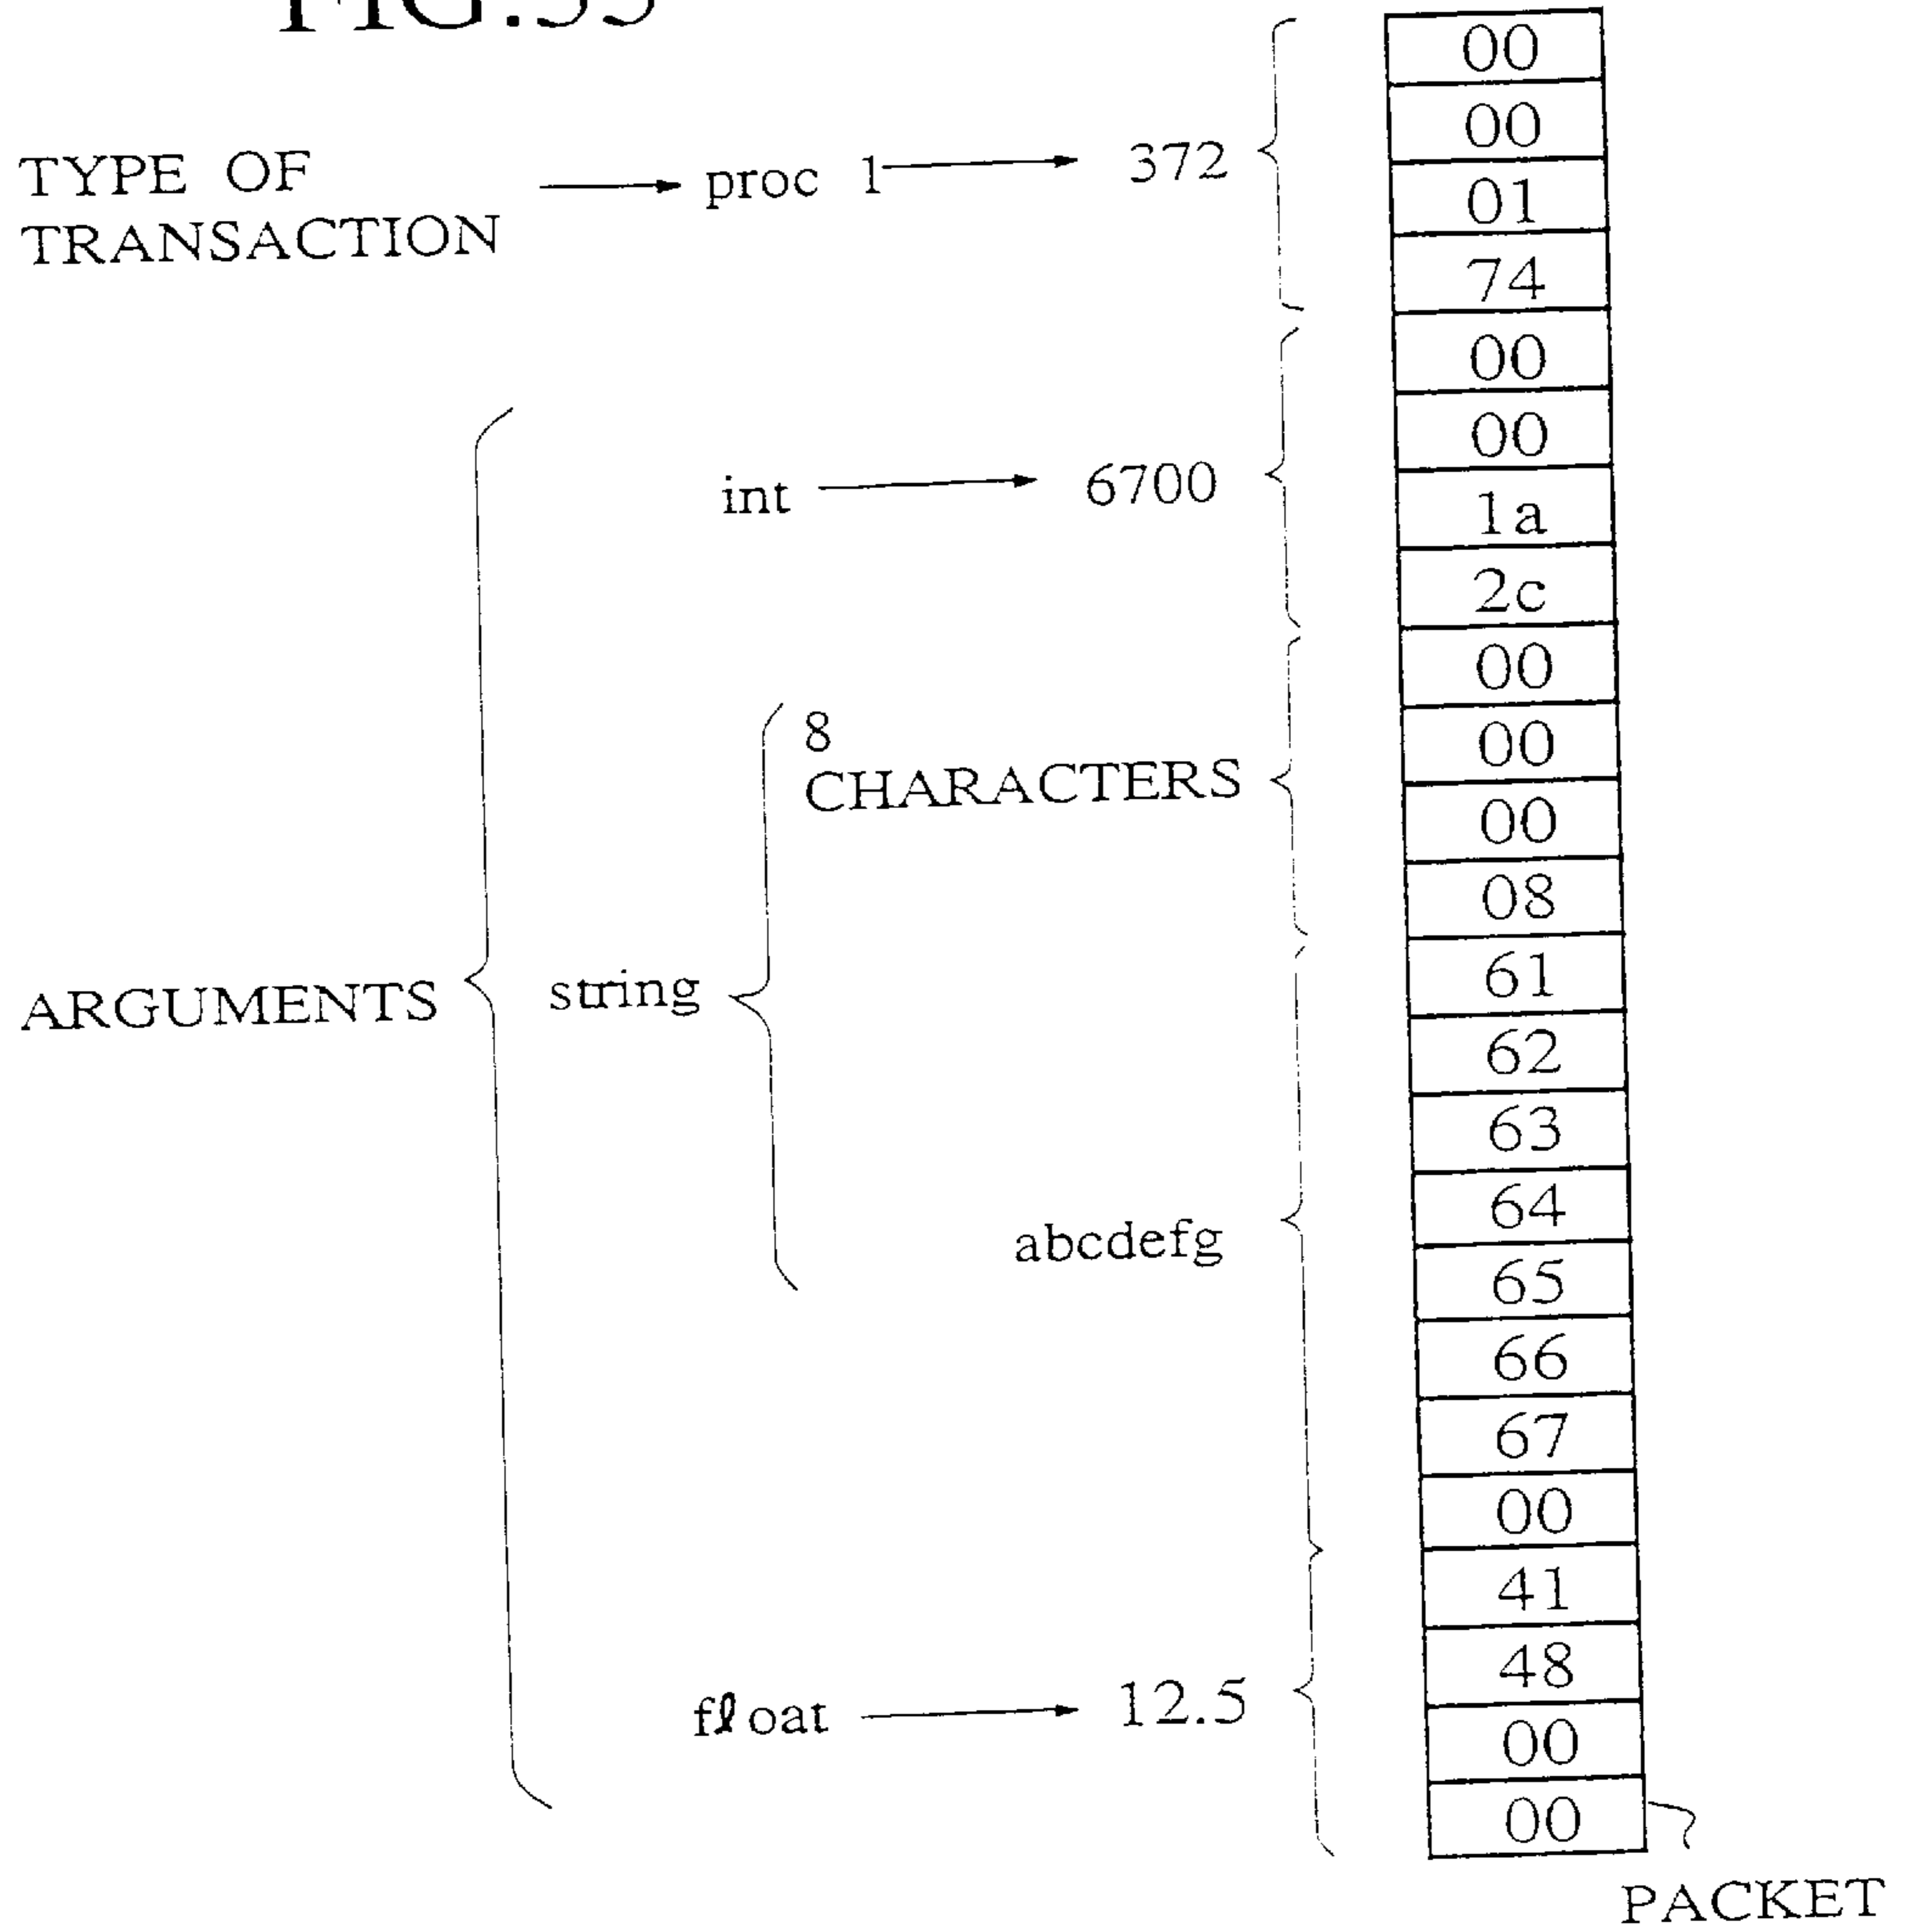 FIG.55
TYPE OF
TRANSACTION
proc 1
372
ARGUMENTS
int
6700
string
8
CHARACTERS
abcdefg
float
12.5
00
00
01
74
00
00
1a
2c
00
00
00
08
61
62
63
64
65
66
67
00
41
48
00
00
PACKET